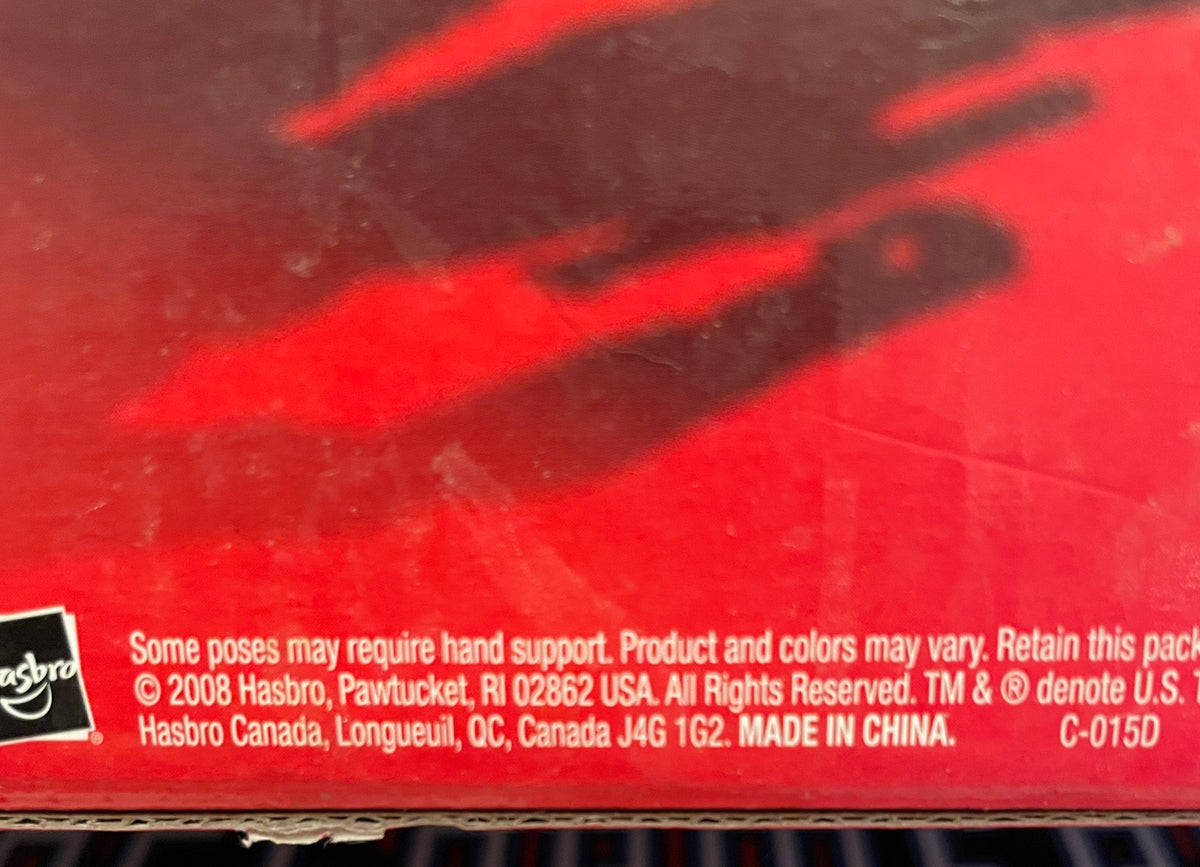 asbro
Some poses may require hand support. Product and colors may vary. Retain this pack
© 2008 Hasbro, Pawtucket, RI 02862 USA. All Rights Reserved. TM & ® denote U.S.
Hasbro Canada, Longueuil, QC, Canada J4G 1G2. MADE IN CHINA. C-015D